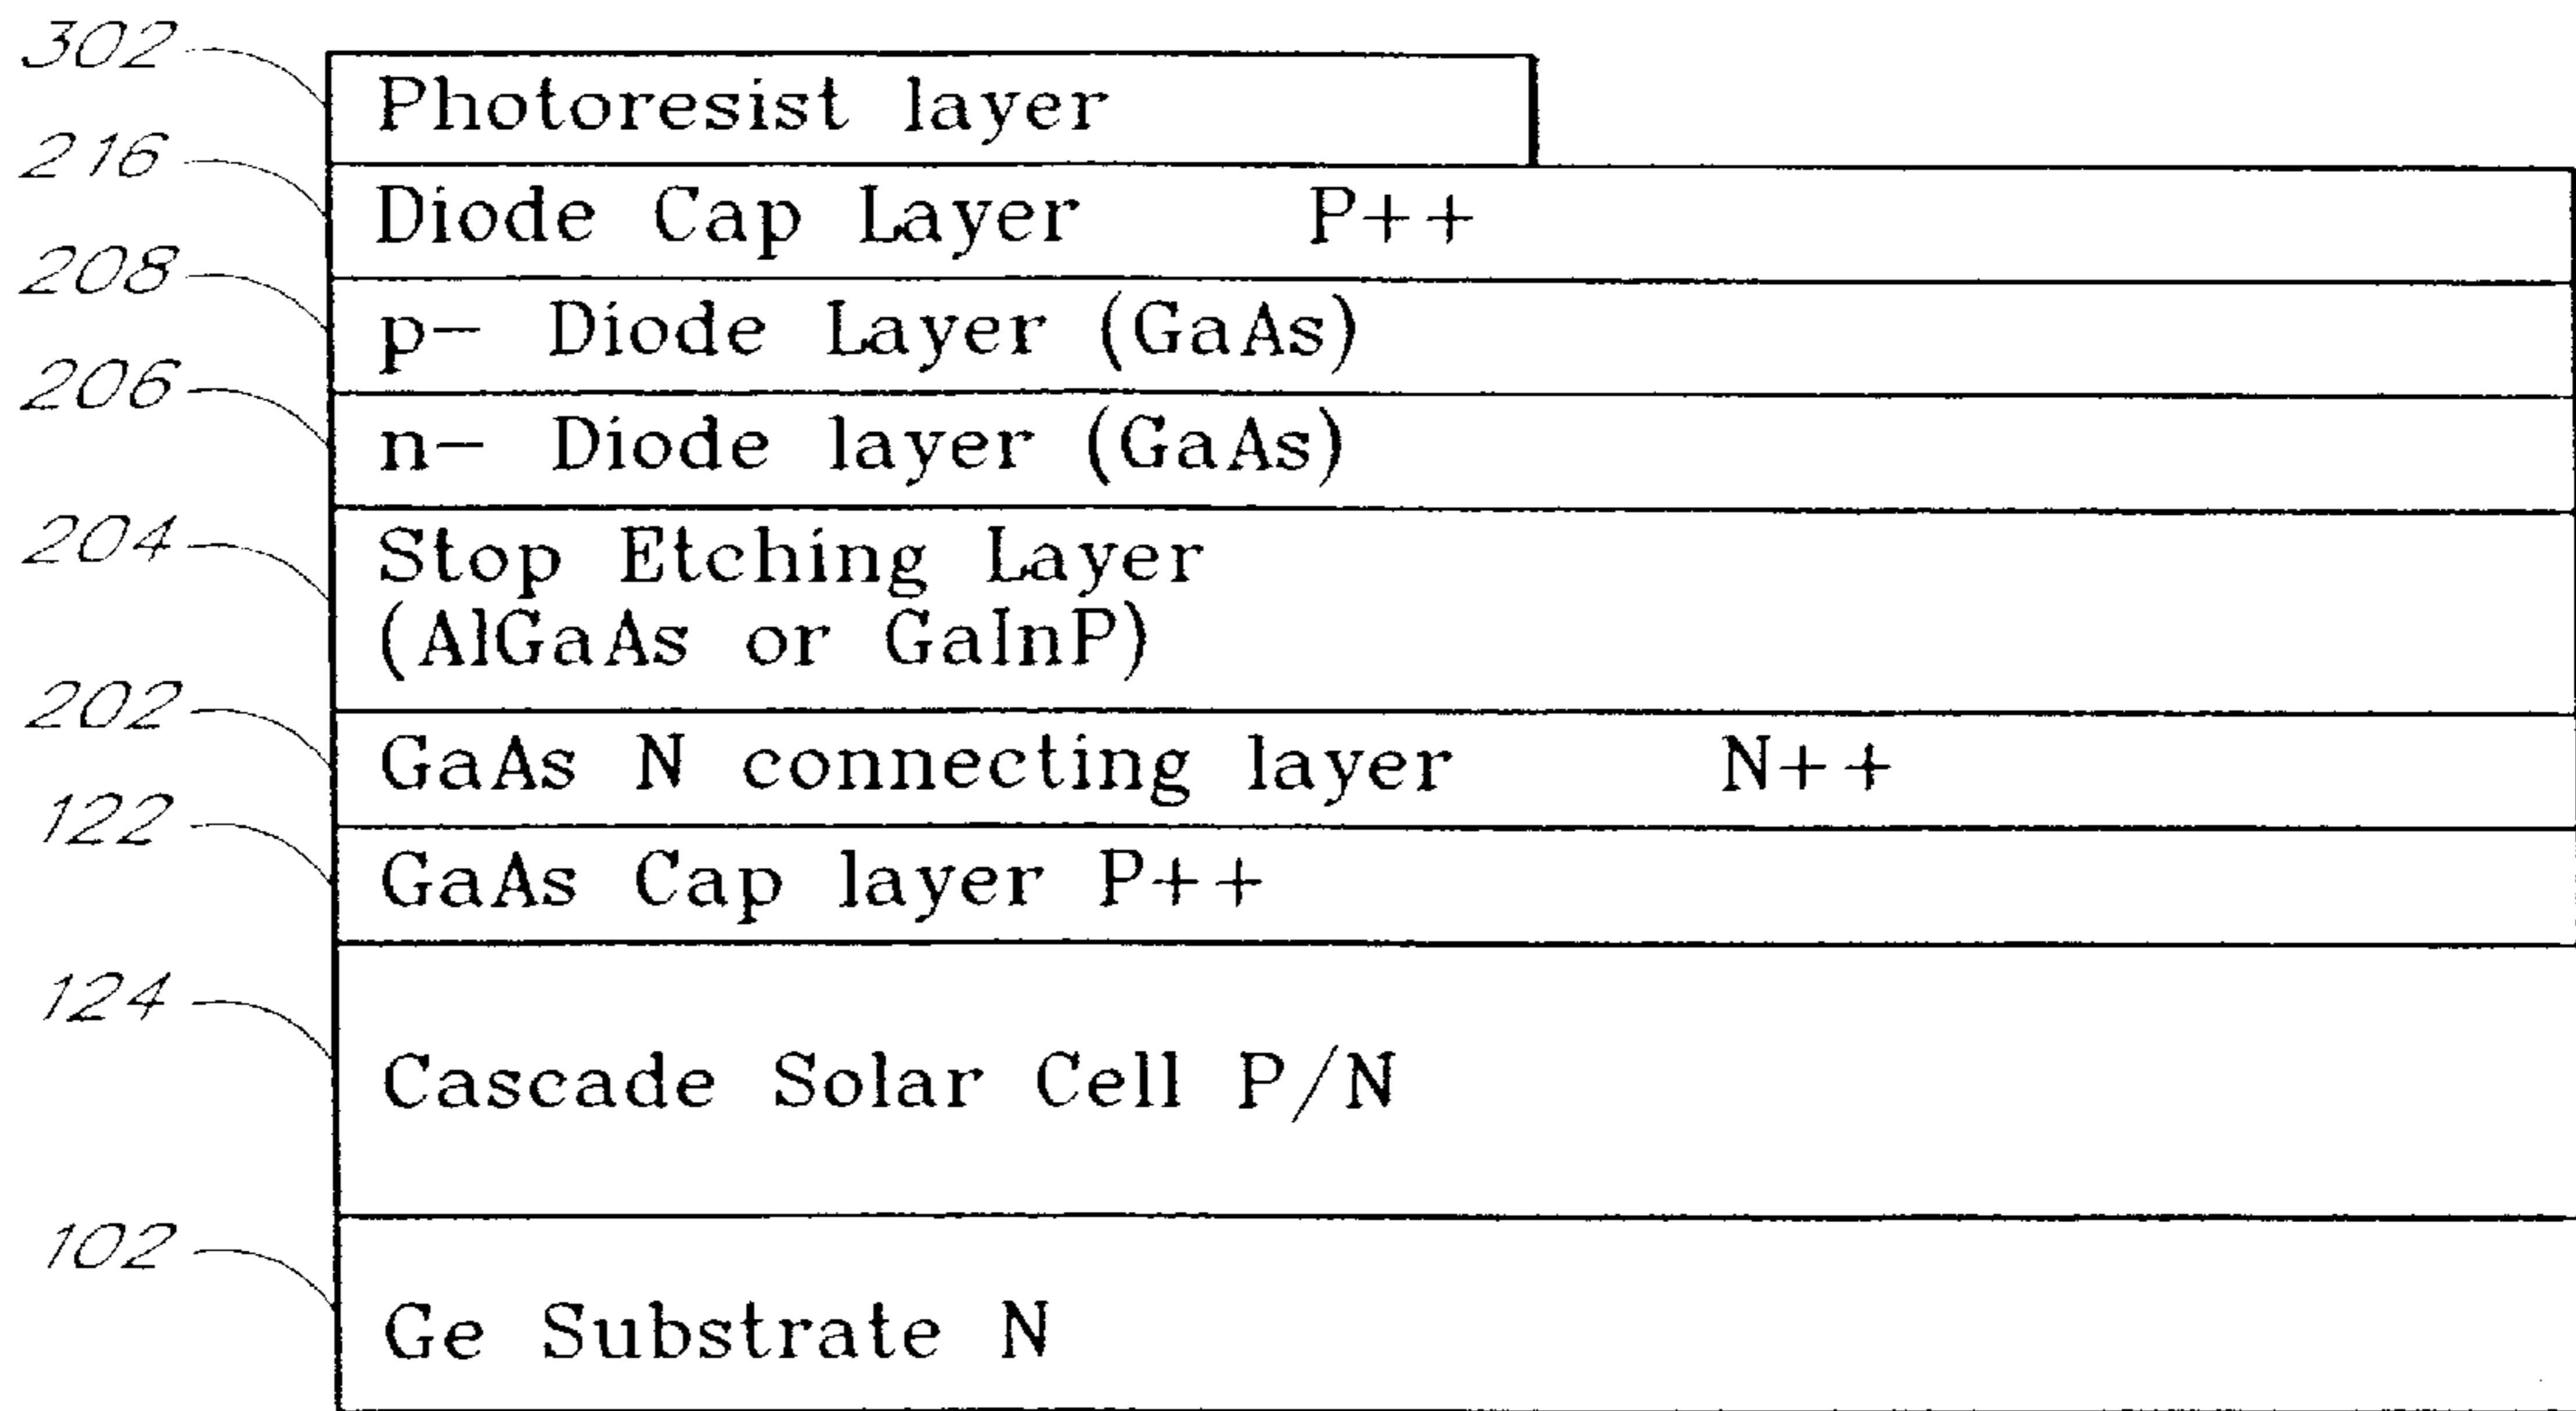 302
Photoresist layer
216
Diode Cap Layer P++
208
p- Diode Layer (GaAs)
206
n- Diode layer (GaAs)
204
Stop Etching Layer
(AlGaAs or GaInP)
202
GaAs N connecting layer N++
122
GaAs Cap layer P++
124
Cascade Solar Cell P/N
102
Ge Substrate N